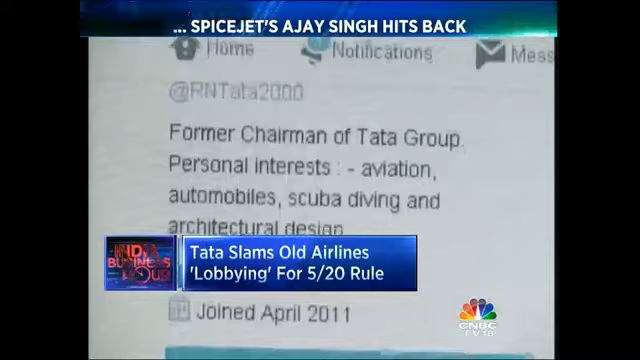 ... SPICEJET'S AJAY SINGH HITS BACK
Home Notifications Mess
@RNTata2000
Former Chairman of Tata Group.
Personal interests : - aviation,
automobiles, scuba diving and
architectural design
INDIA
BUSINESS
HOUR
Tata Slams Old Airlines
'Lobbying' For 5/20 Rule
Joined April 2011
CNBC
TV18